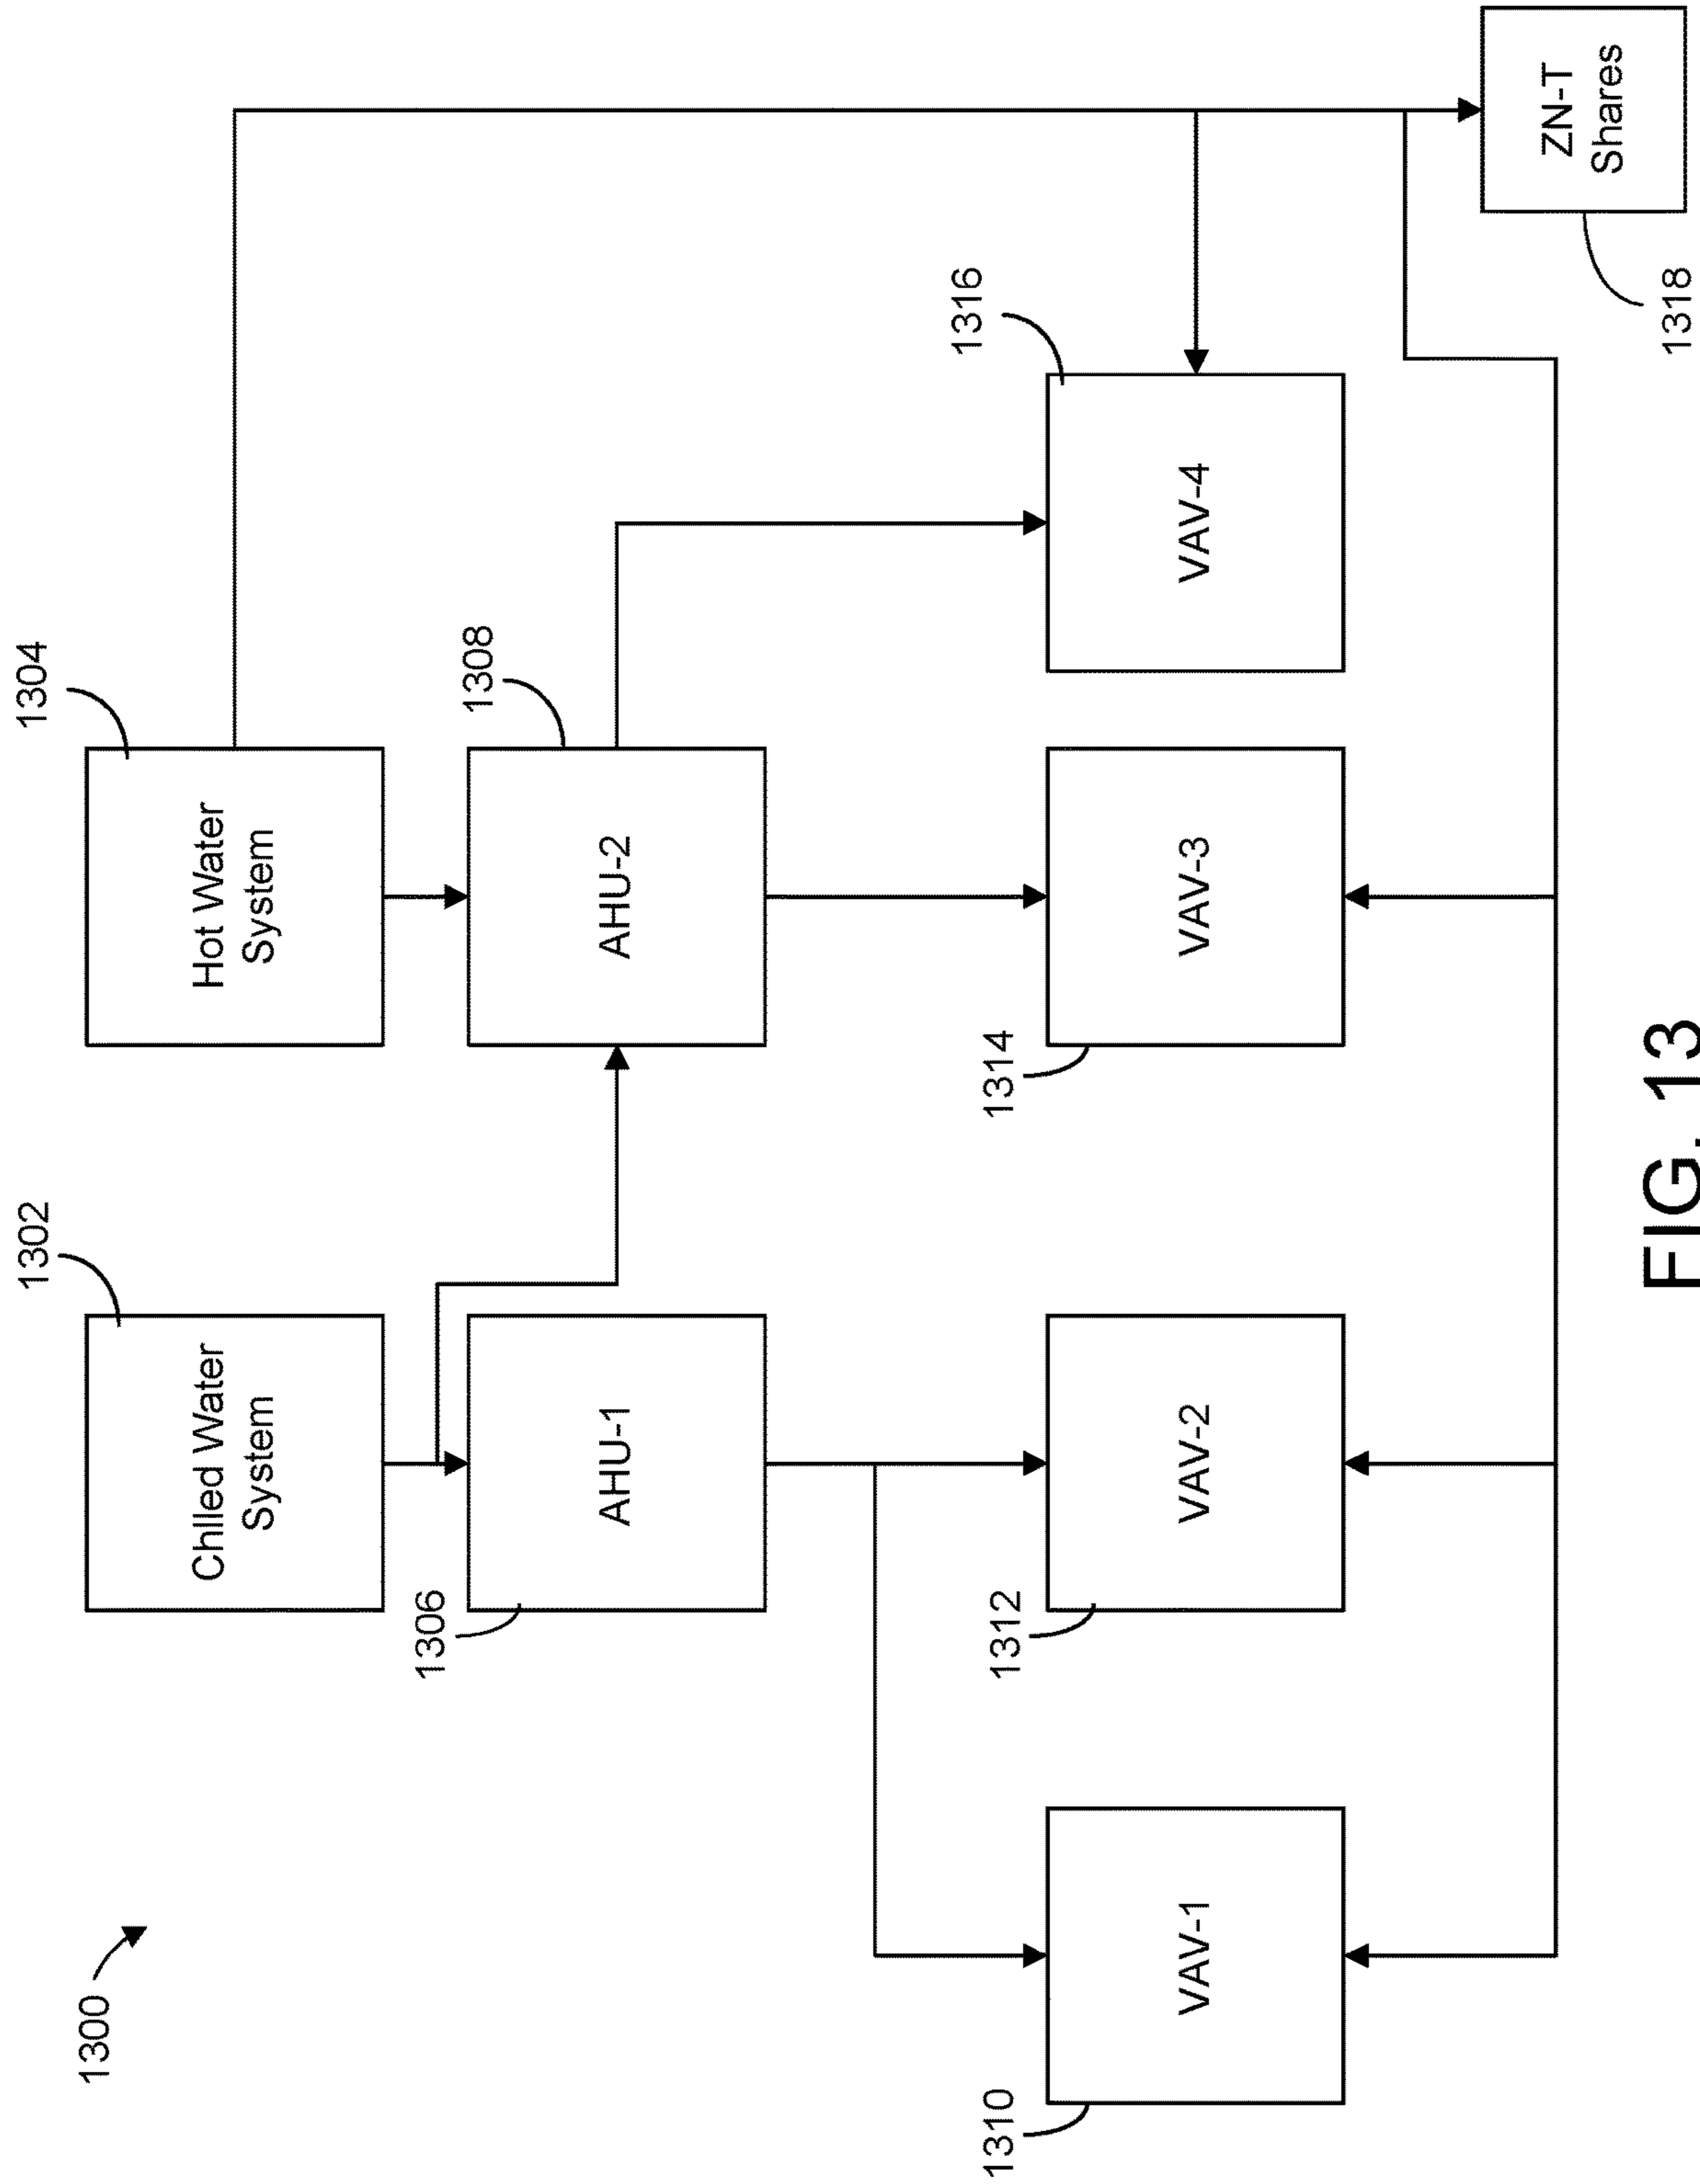 1302
1304
1300
Chlled Water
System
Hot Water
System
1306
1308
AHU-1
AHU-2
1310
1312
1314
1316
VAV-1
VAV-2
VAV-3
VAV-4
ZN-T
Shares
1318
FIG. 13